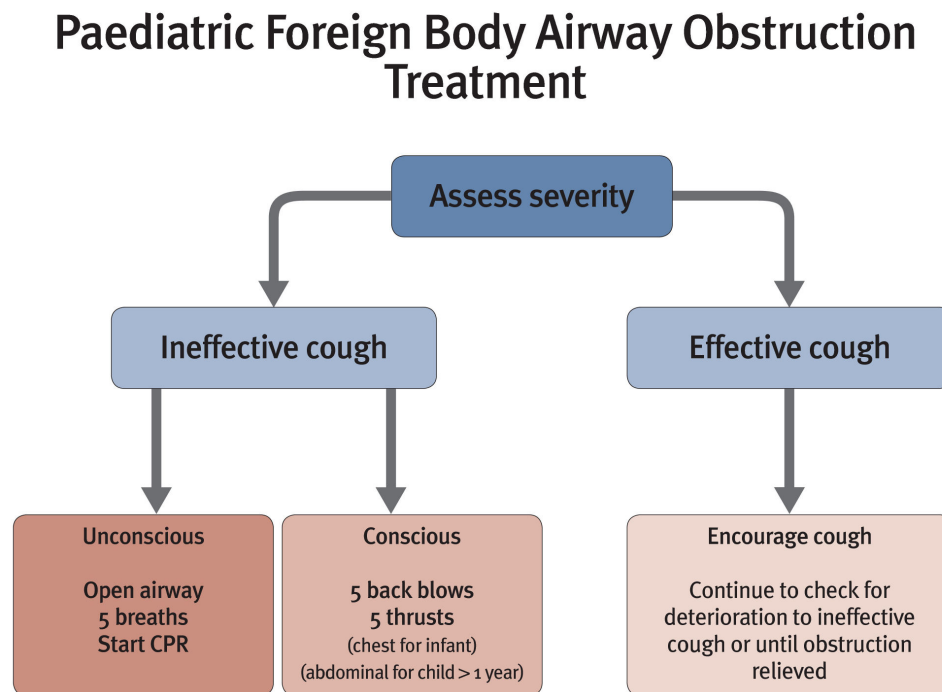 Paediatric Foreign Body Airway Obstruction
Treatment
Assess severity
Ineffective cough
Effective cough
Unconscious
Open airway
5 breaths
Start CPR
Conscious
5 back blows
5 thrusts
(chest for infant)
(abdominal for child > 1 year)
Encourage cough
Continue to check for
deterioration to ineffective
cough or until obstruction
relieved